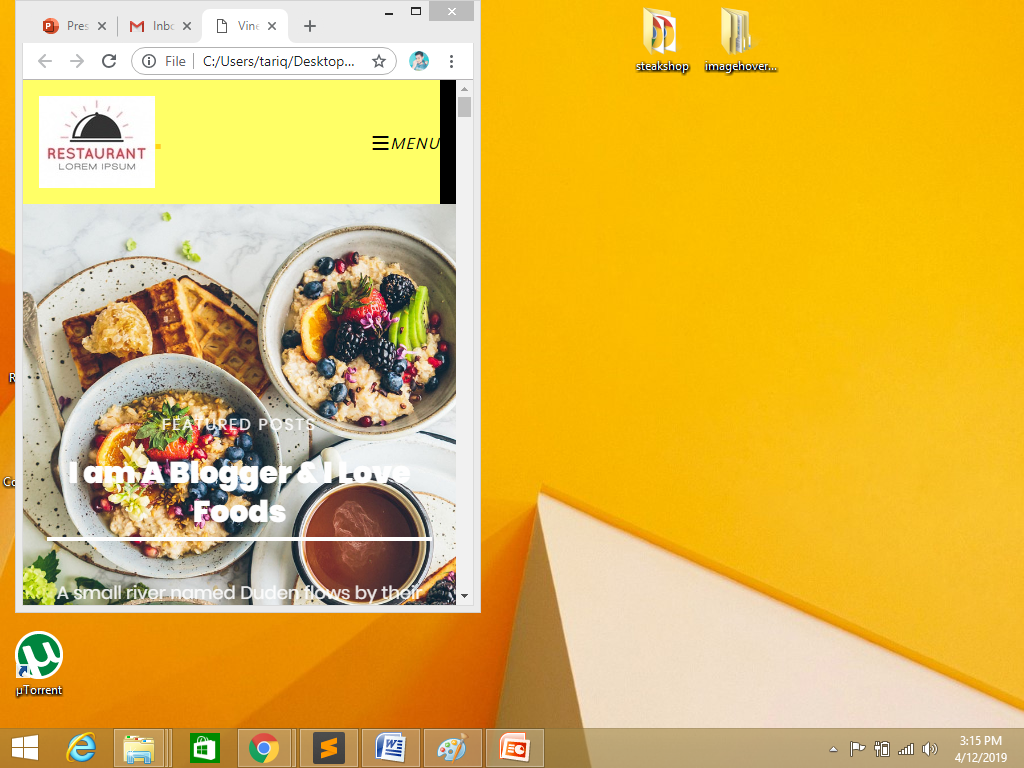 Pres
Inbo
Vine
File
C:/Users/tariq/Desktop...
RESTAURANT
LOREM IPSUM
MENU
FEATURED POSTS
I am A Blogger & I Love
Foods
A small river named Duden flows by their
steakshop
imagehover...
R
Co
µTorrent
3:15 PM
4/12/2019